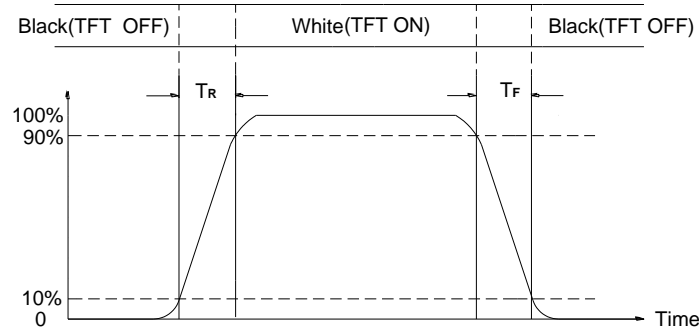 Black(TFT OFF) White(TFT ON) Black(TFT OFF)
TR TF
100%
90%
10%
0
Time